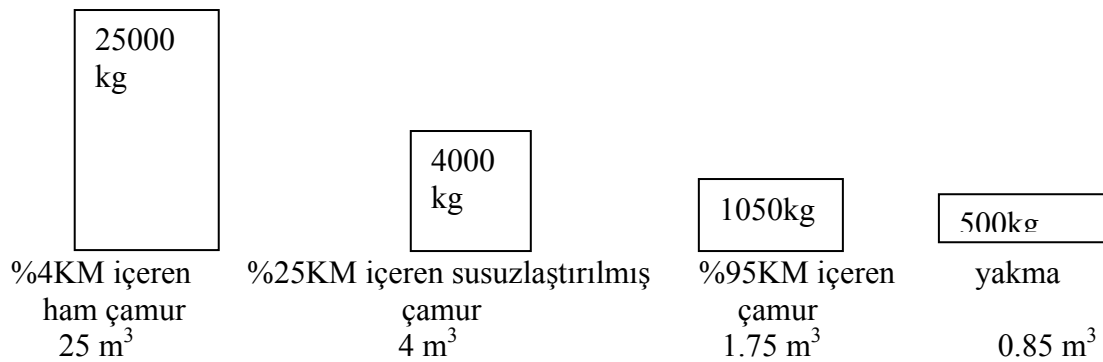 25000
kg
4000
kg
1050kg
500kg
%4KM içeren
ham çamur
25 m³
%25KM içeren susuzlaştırılmış
çamur
4 m³
%95KM içeren
çamur
1.75 m³
yakma
0.85 m³